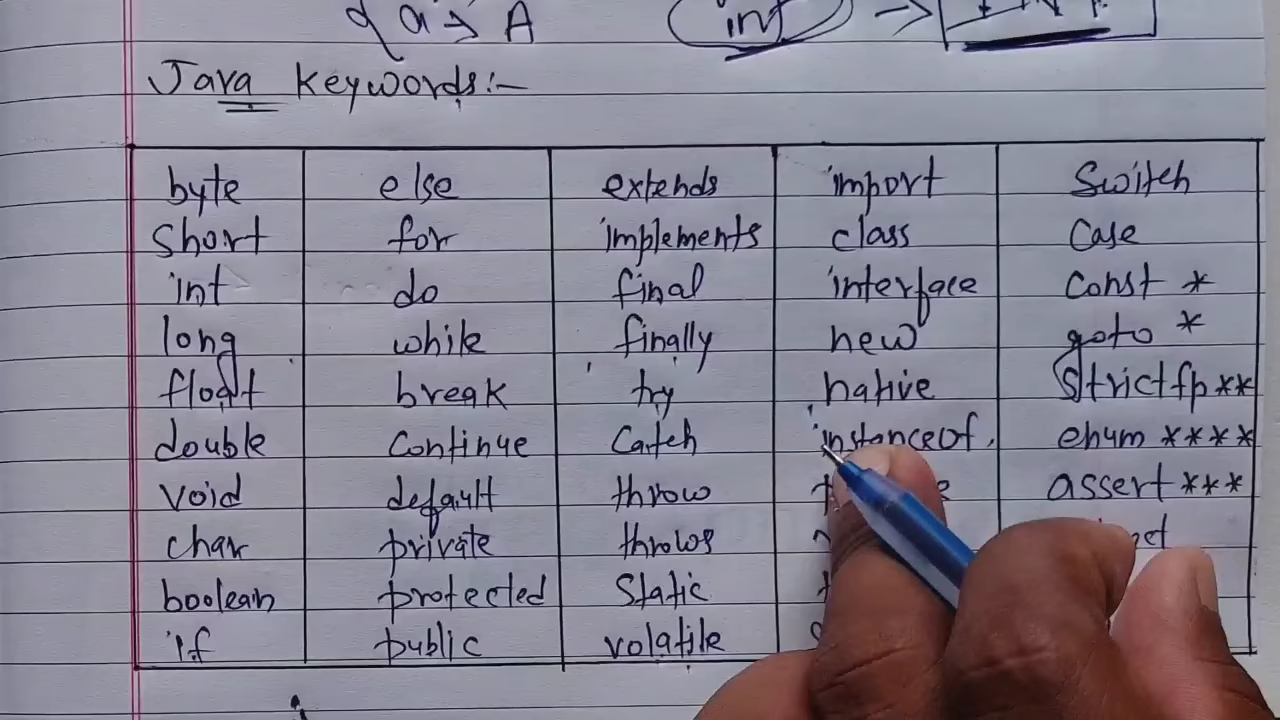 a → A int →
Java Keywords:-
byte else extends import Switch
Short for implements class Case
int do final interface Const *
long while finally new goto *
float break try native Strictfp**
double Continue Catch instanceof enum ****
void default throw assert ***
char private throws
boolean protected Static
if public volatile